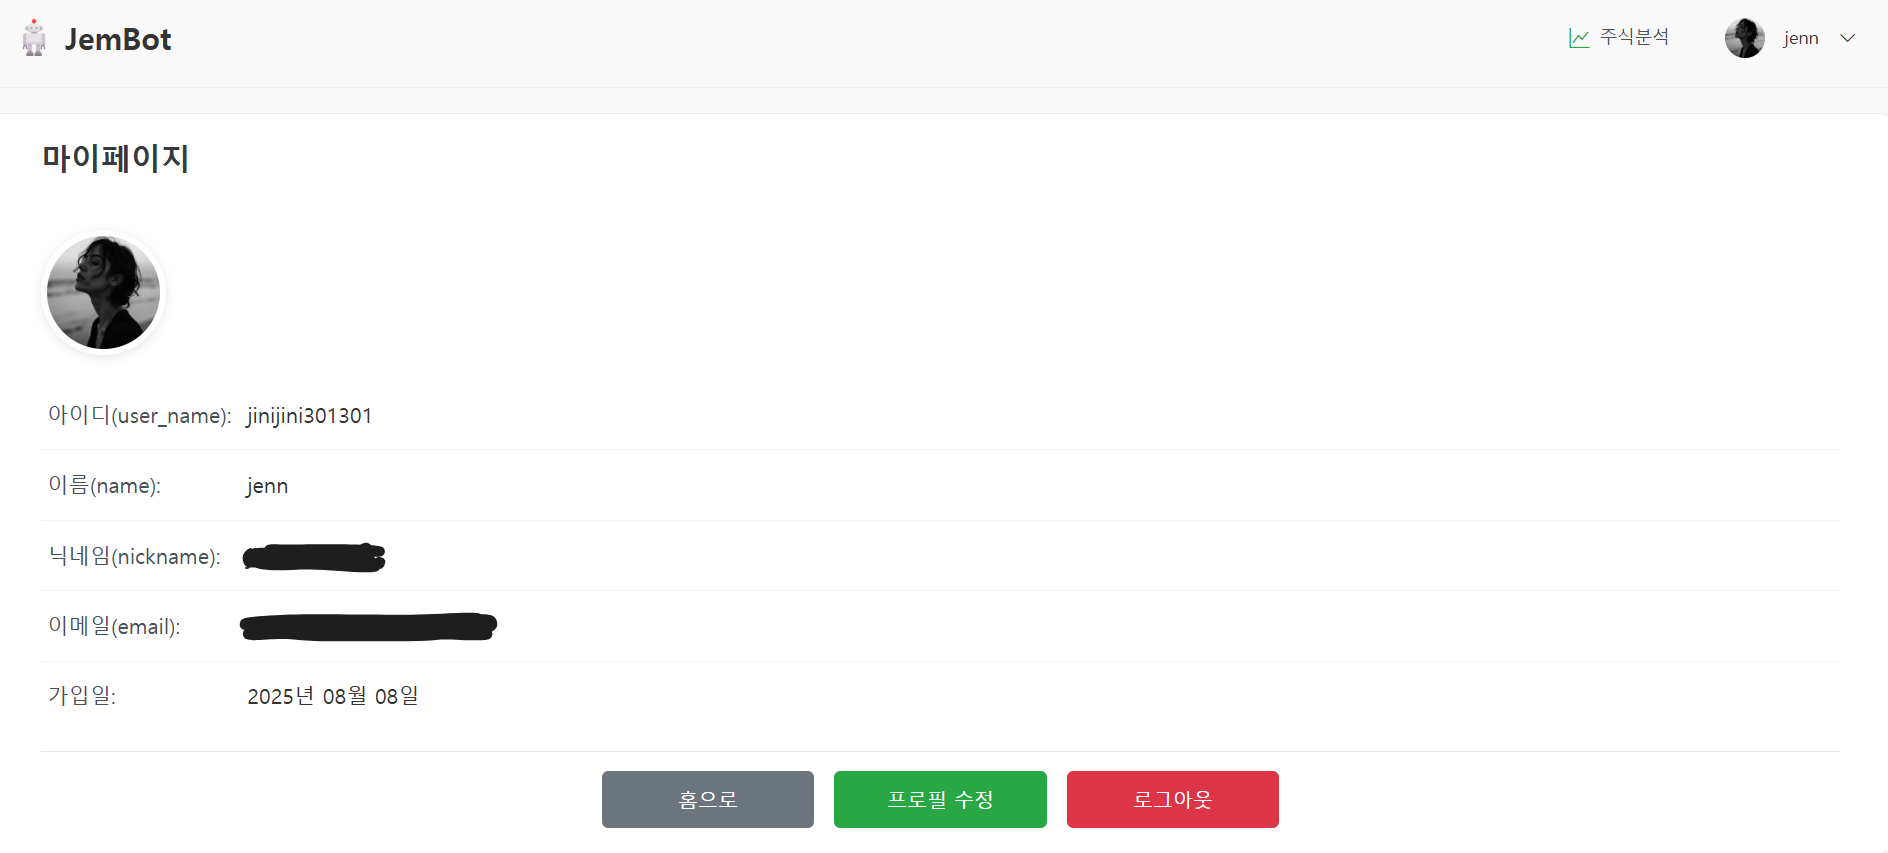 JemBot
주식분석
jenn
마이페이지
아이디(user_name): jinijini301301
이름(name): jenn
닉네임(nickname):
이메일(email):
가입일: 2025년 08월 08일
홈으로
프로필 수정
로그아웃